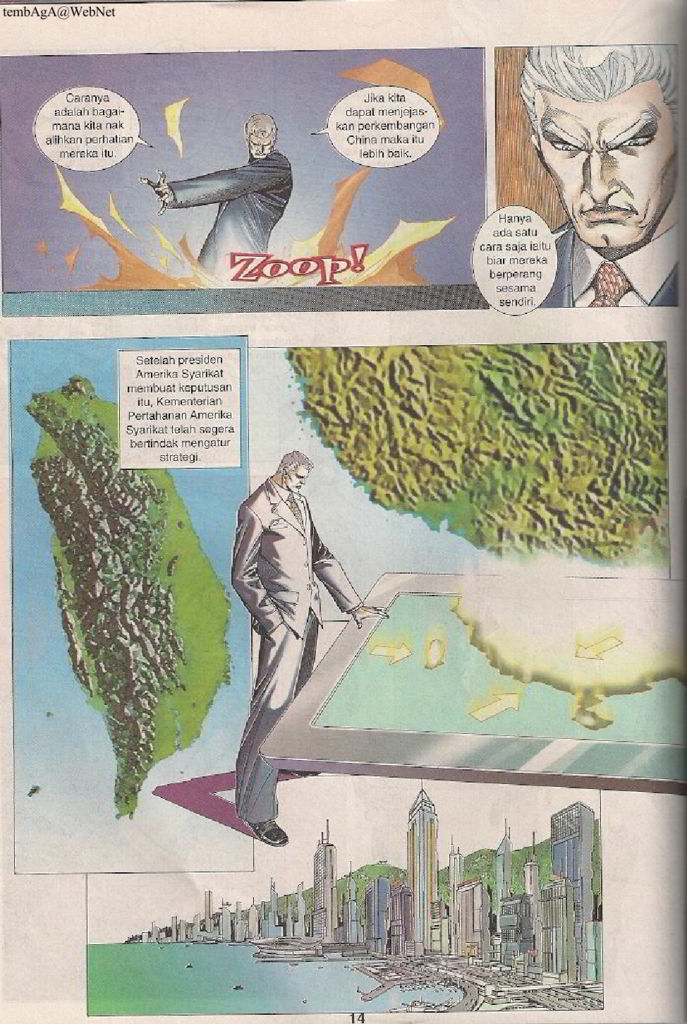 tembAgA@WebNet
Caranya
adalah bagai-
mana kita nak
alihkan perhatian
mereka itu.
Jika kita
dapat menjejas-
kan perkembangan
China maka itu
lebih baik.
ZOOP!
Hanya
ada satu
cara saja iaitu
biar mereka
berperang
sesama
sendiri.
Setelah presiden
Amerika Syarikat
membuat keputusan
itu, Kementerian
Pertahanan Amerika
Syarikat telah segera
bertindak mengatur
strategi.
14